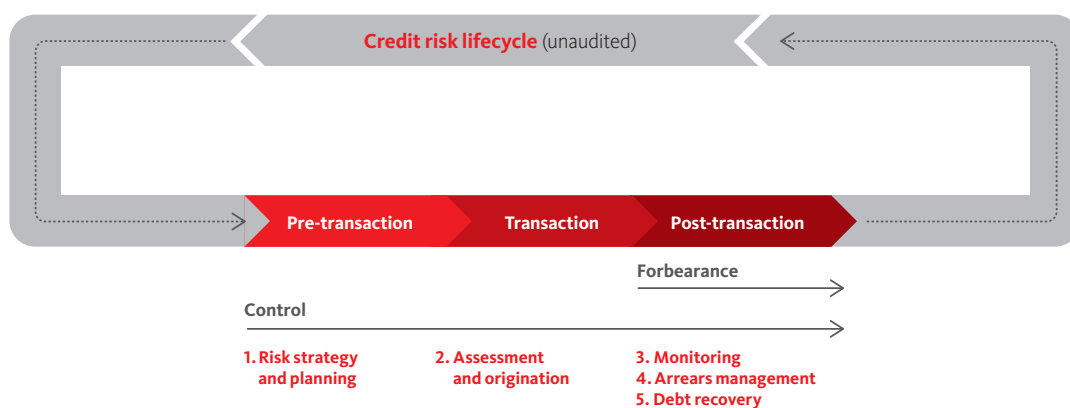 Credit risk lifecycle (unaudited)
Pre-transaction
Transaction
Post-transaction
Forbearance
Control
1. Risk strategy
and planning
2. Assessment
and origination
3. Monitoring
4. Arrears management
5. Debt recovery